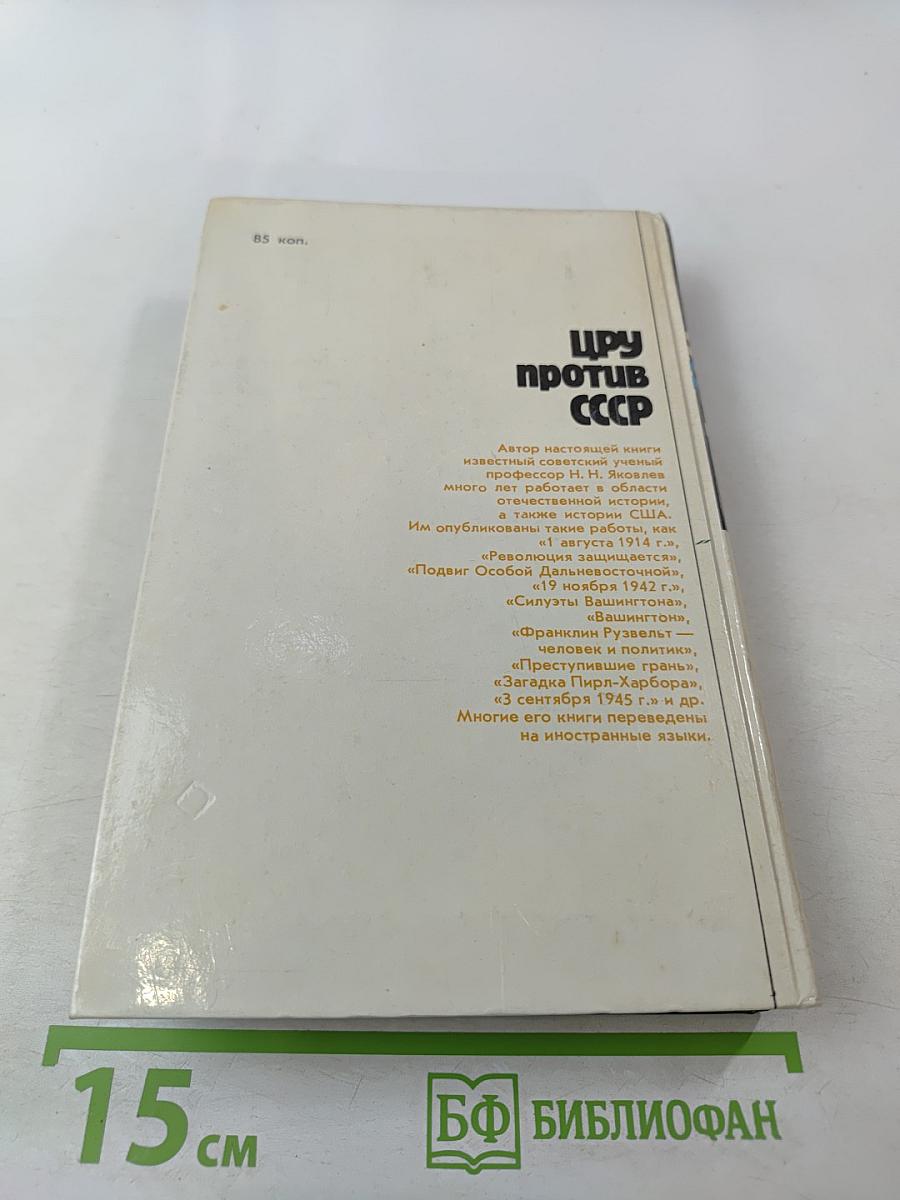 85 коп.
ЦРУ
против
СССР
Автор настоящей книги
известный советский ученый
профессор Н. Н. Яковлев
много лет работает в области
отечественной истории,
а также истории США.
Им опубликованы такие работы, как
«1 августа 1914 г.»,
«Революция защищается»,
«Подвиг Особой Дальневосточной»,
«19 ноября 1942 г.»,
«Силуэты Вашингтона»,
«Вашингтон»,
«Франклин Рузвельт —
человек и политик»,
«Преступившие грань»,
«Загадка Пирл-Харбора»,
«3 сентября 1945 г.» и др.
Многие его книги переведены
на иностранные языки.
15 см
БФ БИБЛИОФАН